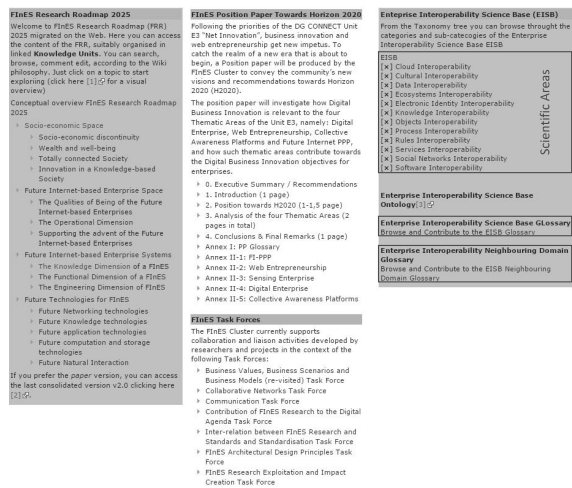 FInES Research Roadmap 2025
Welcome to FInES Research Roadmap (FRR)
2025 migrated on the Web. Here you can access
the content of the FRR, suitably organised in
linked Knowledge Units. You can search,
browse, comment edit, according to the Wiki
philosophy. Just click on a topic to start
exploring (click here [1] for a visual
overview)
Conceptual overview FInES Research Roadmap
2025
Socio-economic Space
Socio-economic discontinuity
Wealth and well-being
Totally connected Society
Innovation in a Knowledge-based
Society
Future Internet-based Enterprise Space
The Qualities of Being of the Future
Internet-based Enterprises
The Operational Dimension
Supporting the advent of the Future
Internet-based Enterprises
Future Internet-based Enterprise Systems
The Knowledge Dimension of a FInES
The Functional Dimension of a FInES
The Engineering Dimension of FInES
Future Technologies for FInES
Future Networking technologies
Future Knowledge technologies
Future application technologies
Future computation and storage
technologies
Future Natural Interaction
If you prefer the paper version, you can access
the last consolidated version v2.0 clicking here
[2].
FInES Position Paper Towards Horizon 2020
Following the priorities of the DG CONNECT Unit
E3 "Net Innovation", business innovation and
web entrepreneurship get new impetus. To
catch the realm of a new era that is about to
begin, a Position paper will be produced by the
FInES Cluster to convey the community's new
visions and recommendations towards Horizon
2020 (H2020).
The position paper will investigate how Digital
Business Innovation is relevant to the four
Thematic Areas of the Unit E3, namely: Digital
Enterprise, Web Entrepreneurship, Collective
Awareness Platforms and Future Internet PPP,
and how such thematic areas contribute towards
the Digital Business Innovation objectives for
enterprises.
0. Executive Summary / Recommendations
1. Introduction (1 page)
2. Position towards H2020 (1-1,5 page)
3. Analysis of the four Thematic Areas (2
pages in total)
4. Conclusions & Final Remarks (1 page)
Annex I: PP Glossary
Annex II-1: FI-PPP
Annex II-2: Web Entrepreneurship
Annex II-3: Sensing Enterprise
Annex II-4: Digital Enterprise
Annex II-5: Collective Awareness Platforms
FInES Task Forces
The FInES Cluster currently supports
collaboration and liaison activities developed by
researchers and projects in the context of the
following Task Forces:
Business Values, Business Scenarios and
Business Models (re-visited) Task Force
Collaborative Networks Task Force
Communication Task Force
Contribution of FInES Research to the Digital
Agenda Task Force
Inter-relation between FInES Research and
Standards and Standardisation Task Force
FInES Architectural Design Principles Task
Force
FInES Research Exploitation and Impact
Creation Task Force
Enteprise Interoperability Science Base (EISB)
From the Taxonomy tree you can browse throught the
categories and sub-catecogies of the Enterprise
Interoperability Science Base EISB
EISB
[×] Cloud Interoperability
[×] Cultural Interoperability
[×] Data Interoperability
[×] Ecosystems Interoperability
[×] Electronic Identity Interoperability
[×] Knowledge Interoperability
[×] Objects Interoperability
[×] Process Interoperability
[×] Rules Interoperability
[×] Services Interoperability
[×] Social Networks Interoperability
[×] Software Interoperability
Scientific Areas
Enterprise Interoperability Science Base
Ontology[3]
Enterprise Interoperability Science Base GLossary
Browse and Contribute to the EISB Glossary
Enterprise Interoperability Neighbouring Domain
Glossary
Browse and Contribute to the EISB Neighbouring
Domain Glossary